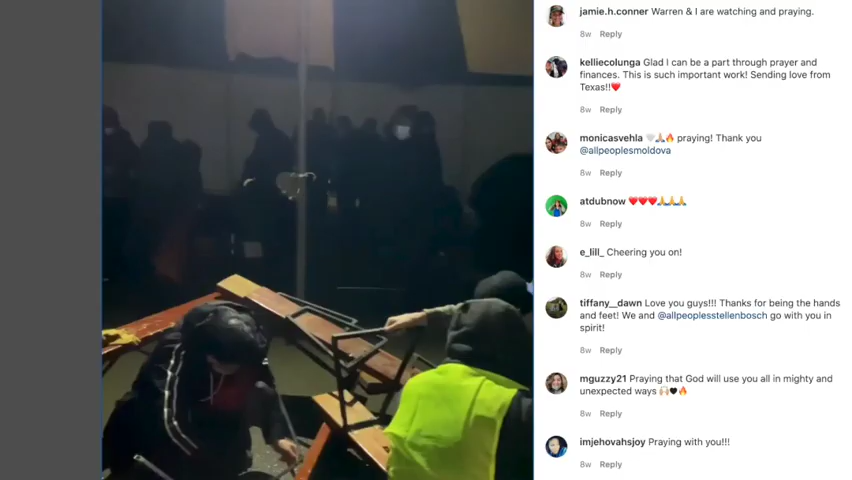 jamie.h.conner Warren & I are watching and praying.
8w Reply
kelliecolunga Glad I can be a part through prayer and
finances. This is such important work! Sending love from
Texas!!❤️
8w Reply
monicasvehla 🤍🙏🔥 praying! Thank you
@allpeoplesmoldova
8w Reply
atdubnow ❤️❤️❤️🙏🙏🙏
8w Reply
e_lill_ Cheering you on!
8w Reply
tiffany__dawn Love you guys!!! Thanks for being the hands
and feet! We and @allpeoplesstellenbosch go with you in
spirit!
8w Reply
mguzzy21 Praying that God will use you all in mighty and
unexpected ways 🙌🏻🖤🔥
8w Reply
imjehovahsjoy Praying with you!!!
8w Reply